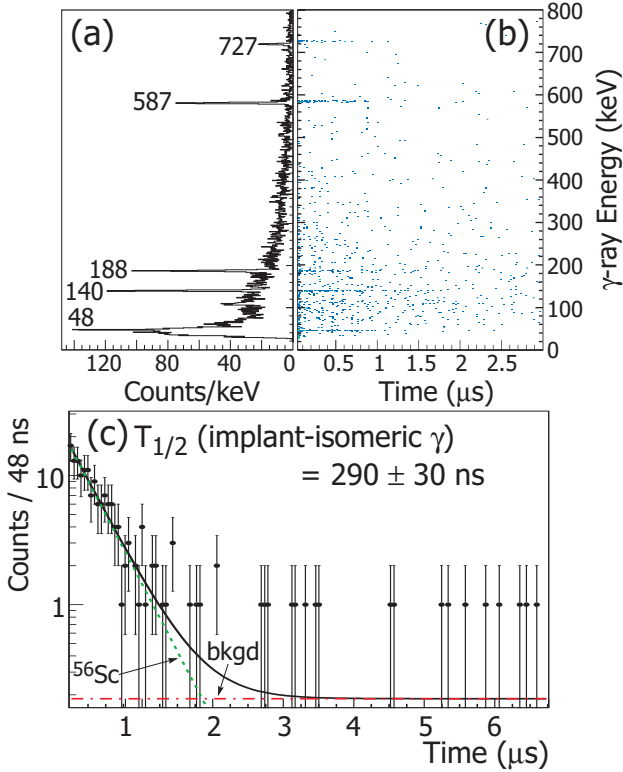 (a)
727
587
188
140
48
120 80 40 0
Counts/keV
(b)
800
700
600
500
400
300
200
100
0
γ-ray Energy (keV)
0.5 1 1.5 2 2.5
Time (μs)
(c) T1/2 (implant-isomeric γ)
= 290 ± 30 ns
Counts / 48 ns
10
1
56Sc
bkgd
1 2 3 4 5 6
Time (μs)